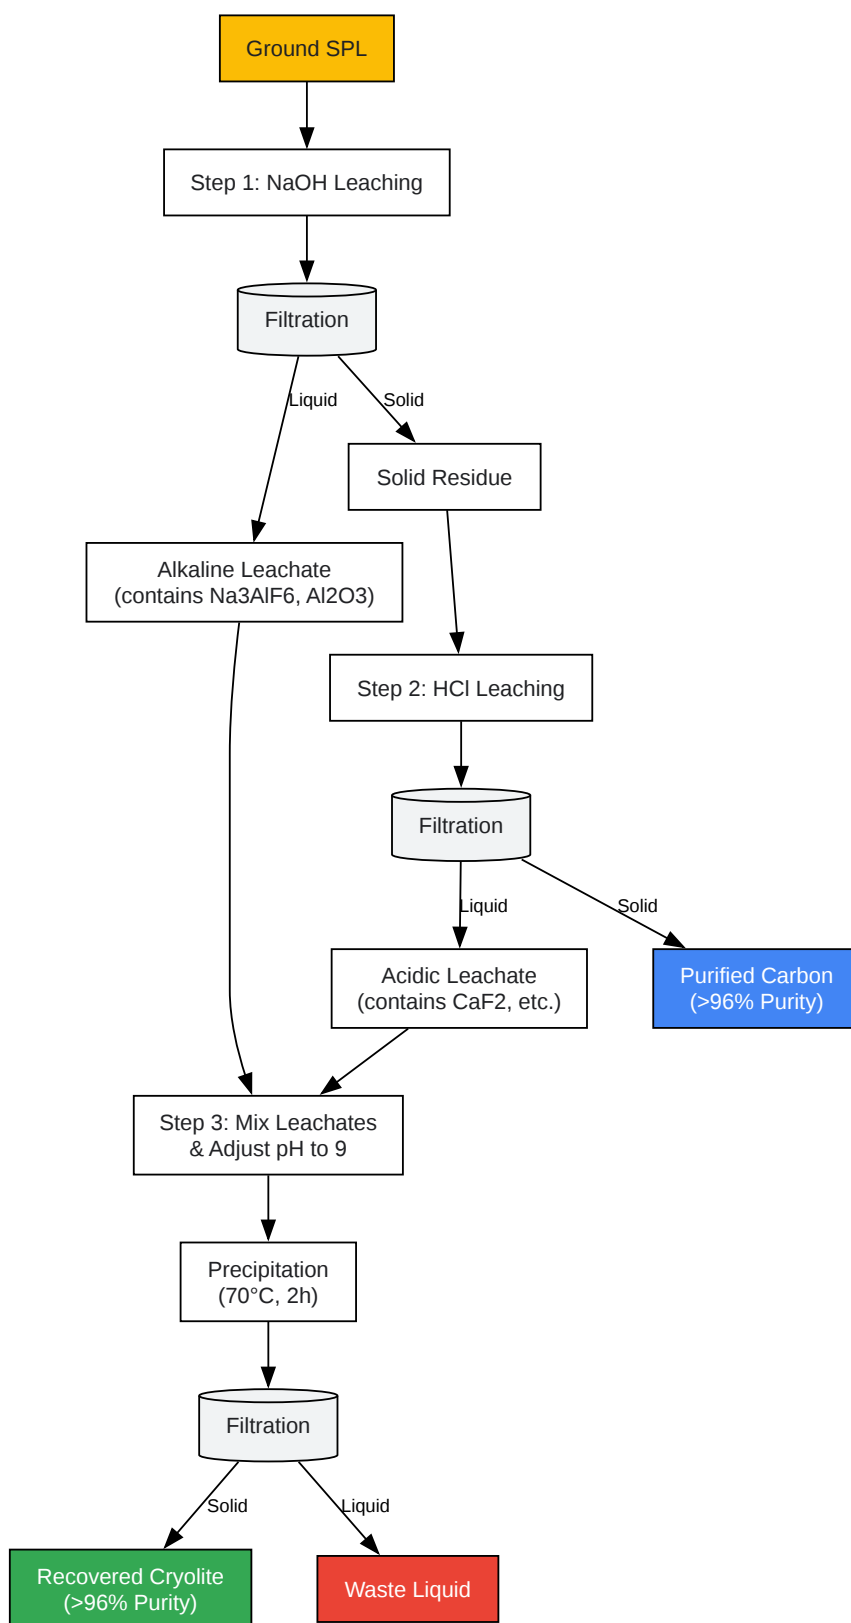 Ground SPL
Step 1: NaOH Leaching
Filtration
Liquid
Solid
Solid Residue
Alkaline Leachate
(contains Na3AlF6, Al2O3)
Step 2: HCl Leaching
Filtration
Liquid
Solid
Acidic Leachate
(contains CaF2, etc.)
Purified Carbon
(>96% Purity)
Step 3: Mix Leachates
& Adjust pH to 9
Precipitation
(70°C, 2h)
Filtration
Solid
Liquid
Recovered Cryolite
(>96% Purity)
Waste Liquid